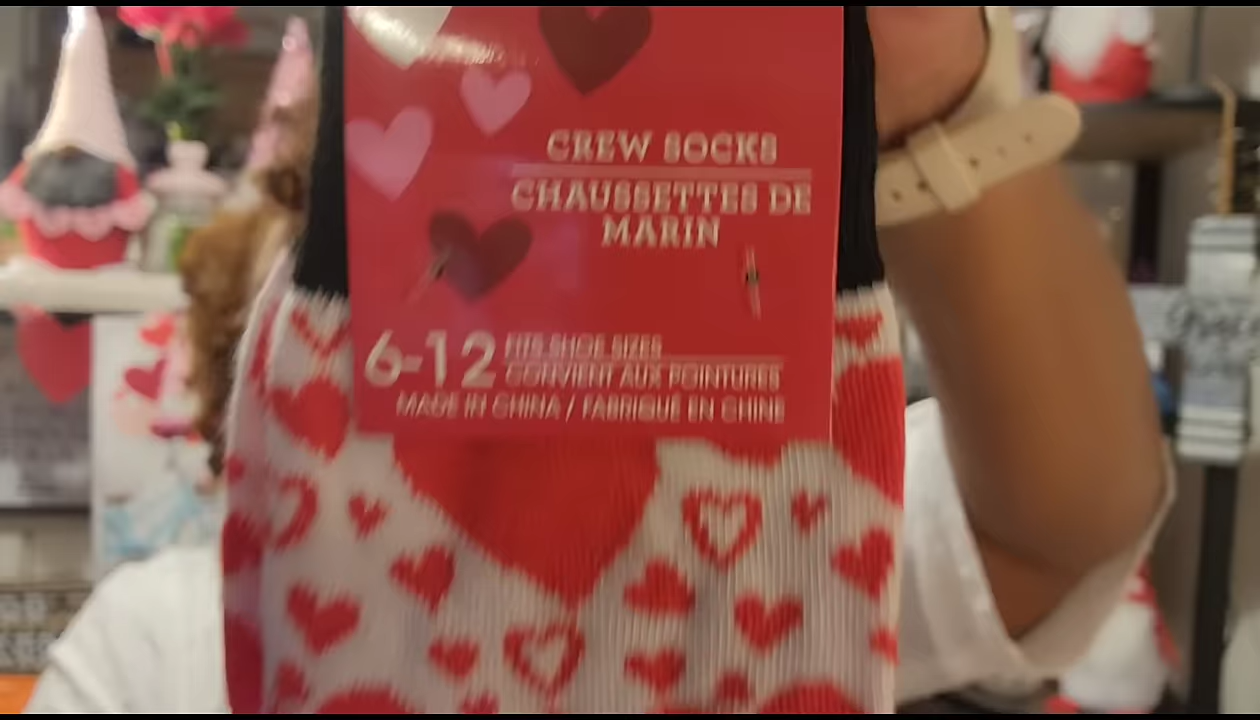 CREW SOCKS
CHAUSSETTES DE
MARIN
6-12 FITS SHOE SIZES
CONVIENT AUX POINTURES
MADE IN CHINA / FABRIQUÉ EN CHINE